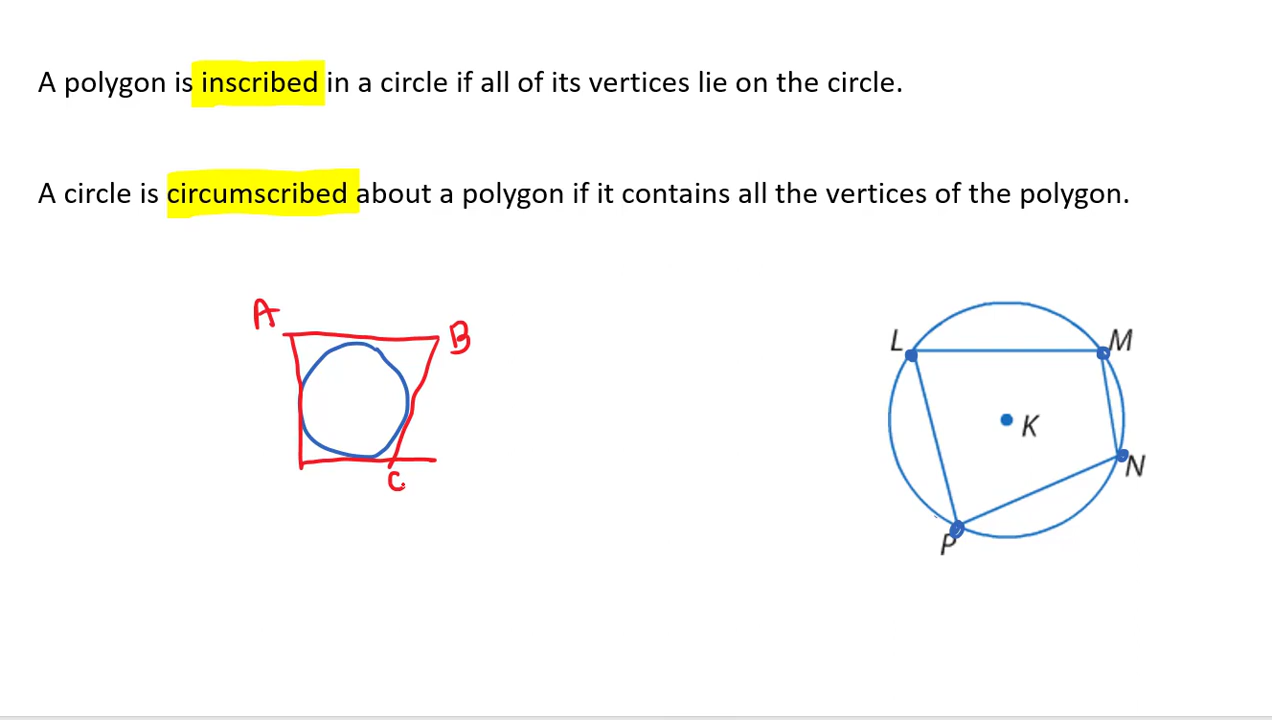 A polygon is inscribed in a circle if all of its vertices lie on the circle.
A circle is circumscribed about a polygon if it contains all the vertices of the polygon.
A
B
C
L
M
K
N
P